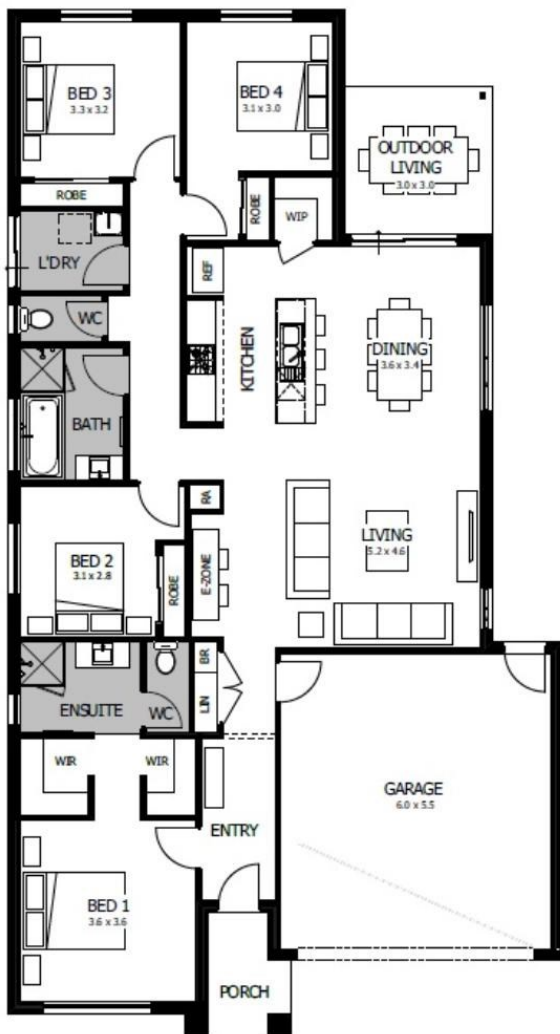 BED 3
3.3 x 3.2
BED 4
3.1 x 3.0
OUTDOOR
LIVING
3.0 x 3.0
ROBE
ROBE
WIP
L'DRY
REF
WC
KITCHEN
DINING
3.6 x 3.4
BATH
RA
LIVING
5.2 x 4.6
BED 2
3.1 x 2.8
ROBE
E-ZONE
ENSUITE
WC
BR
LIN
WIR
WIR
ENTRY
GARAGE
6.0 x 5.5
BED 1
3.6 x 3.6
PORCH